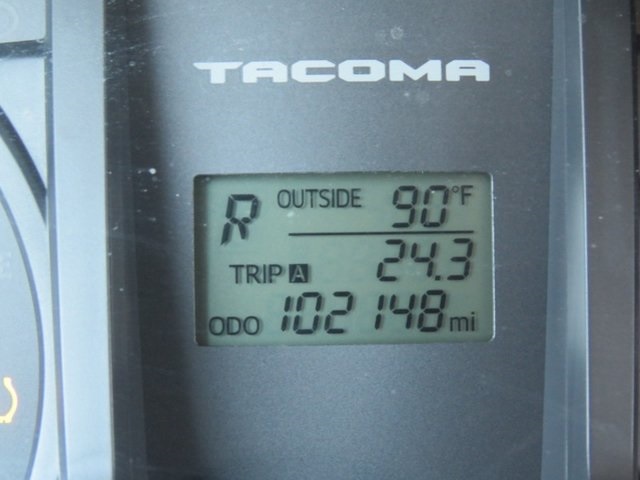 TACOMA
R OUTSIDE 90°F
TRIP A 24.3
ODO 102148 mi